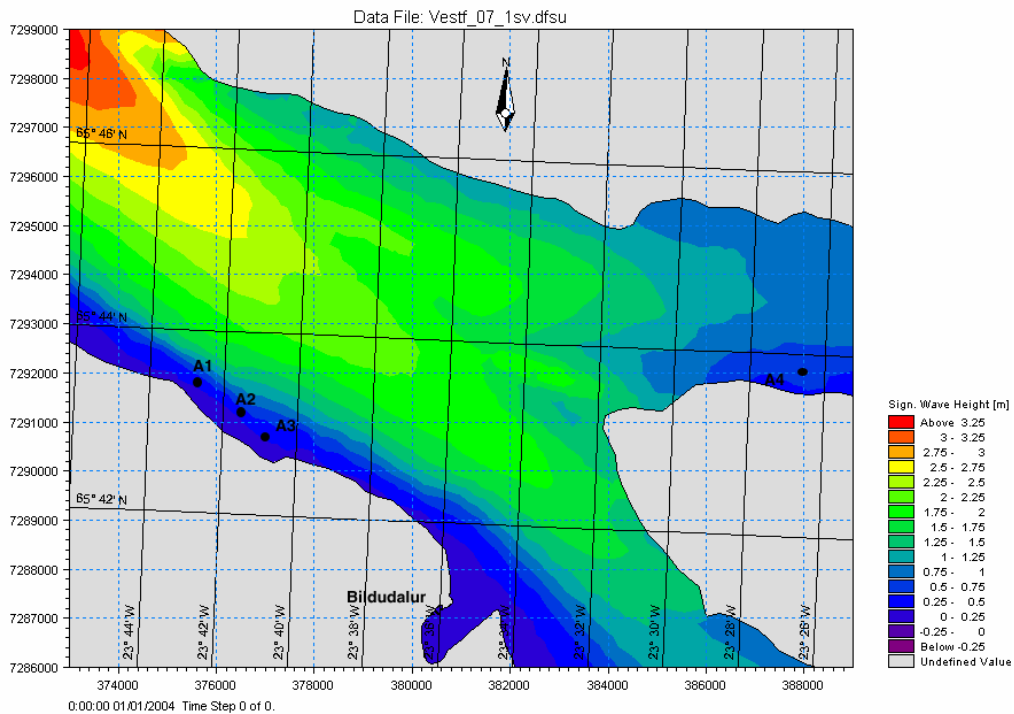 Data File: Vestf_07_1sv.dfsu
7299000
7298000
7297000
7296000
7295000
7294000
7293000
7292000
7291000
7290000
7289000
7288000
7287000
7286000
N
65° 46' N
65° 44' N
65° 42' N
A1
A2
A3
A4
Bildudalur
23° 44' W
23° 42' W
23° 40' W
23° 38' W
23° 36' W
23° 34' W
23° 32' W
23° 30' W
23° 28' W
23° 26' W
374000 376000 378000 380000 382000 384000 386000 388000
0:00:00 01/01/2004 Time Step 0 of 0.
Sign. Wave Height [m]
Above 3.25
3 - 3.25
2.75 - 3
2.5 - 2.75
2.25 - 2.5
2 - 2.25
1.75 - 2
1.5 - 1.75
1.25 - 1.5
1 - 1.25
0.75 - 1
0.5 - 0.75
0.25 - 0.5
0 - 0.25
-0.25 - 0
Below -0.25
Undefined Value